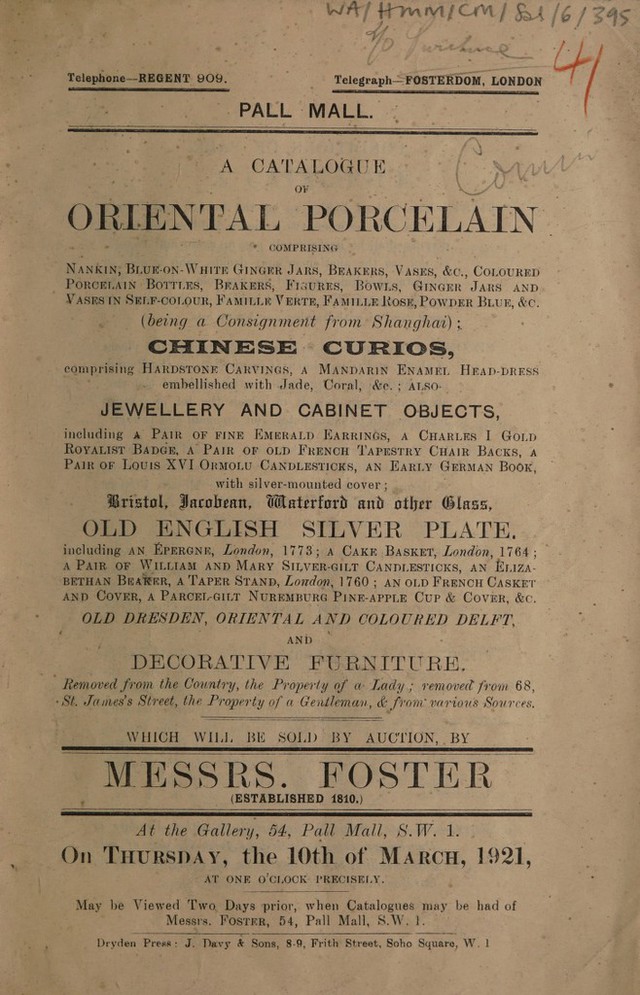 WA/HMM/CM/Sal/6/395
Telephone—REGENT 909. Telegraph—FOSTERDOM, LONDON
41
PALL MALL.
A CATALOGUE
OF
ORIENTAL PORCELAIN
COMPRISING
NANKIN, BLUE-ON-WHITE GINGER JARS, BEAKERS, VASES, &C., COLOURED
PORCELAIN BOTTLES, BEAKERS, FIGURES, BOWLS, GINGER JARS AND
VASES IN SELF-COLOUR, FAMILLE VERTE, FAMILLE ROSE, POWDER BLUE, &C.
(being a Consignment from Shanghai);
CHINESE CURIOS,
comprising HARDSTONE CARVINGS, A MANDARIN ENAMEL HEAD-DRESS
embellished with Jade, Coral, &c.; ALSO
JEWELLERY AND CABINET OBJECTS,
including A PAIR OF FINE EMERALD EARRINGS, A CHARLES I GOLD
ROYALIST BADGE, A PAIR OF OLD FRENCH TAPESTRY CHAIR BACKS, A
PAIR OF LOUIS XVI ORMOLU CANDLESTICKS, AN EARLY GERMAN BOOK,
with silver-mounted cover;
Bristol, Jacobean, Waterford and other Glass,
OLD ENGLISH SILVER PLATE,
including AN ÉPERGNE, London, 1773; A CAKE BASKET, London, 1764;
A PAIR OF WILLIAM AND MARY SILVER-GILT CANDLESTICKS, AN ELIZA-
BETHAN BEAKER, A TAPER STAND, London, 1760; AN OLD FRENCH CASKET
AND COVER, A PARCEL-GILT NUREMBURG PINE-APPLE CUP & COVER, &C.
OLD DRESDEN, ORIENTAL AND COLOURED DELFT,
AND
DECORATIVE FURNITURE.
Removed from the Country, the Property of a Lady; removed from 68,
St. James's Street, the Property of a Gentleman, & from various Sources.
WHICH WILL BE SOLD BY AUCTION, BY
MESSRS. FOSTER
(ESTABLISHED 1810.)
At the Gallery, 54, Pall Mall, S.W. 1.
On THURSDAY, the 10th of MARCH, 1921,
AT ONE O'CLOCK PRECISELY.
May be Viewed Two Days prior, when Catalogues may be had of
Messrs. FOSTER, 54, Pall Mall, S.W. 1.
Dryden Press: J. Davy & Sons, 8-9, Frith Street, Soho Square, W. 1